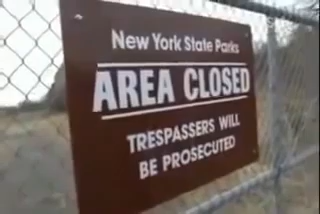 New York State Parks
AREA CLOSED
TRESPASSERS WILL
BE PROSECUTED